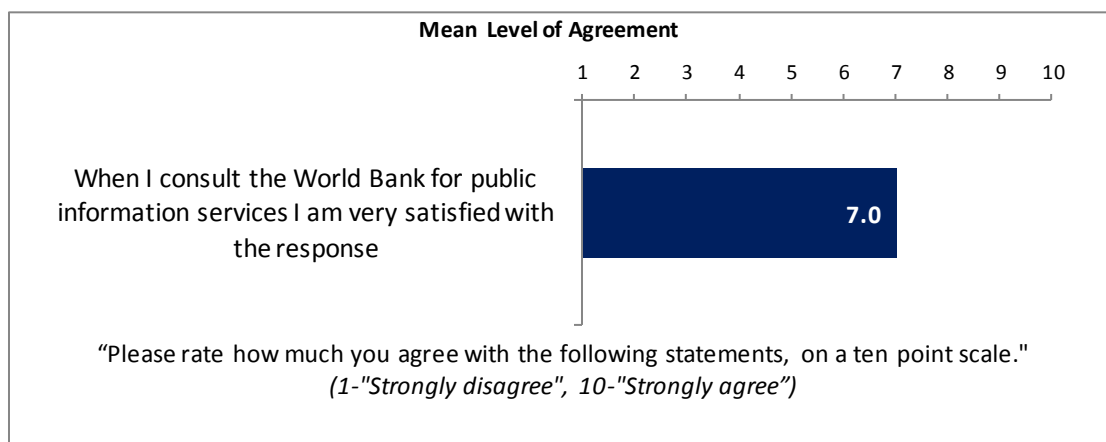 Mean Level of Agreement
1 2 3 4 5 6 7 8 9 10
When I consult the World Bank for public
information services I am very satisfied with
the response
7.0
“Please rate how much you agree with the following statements, on a ten point scale."
(1-"Strongly disagree", 10-"Strongly agree”)